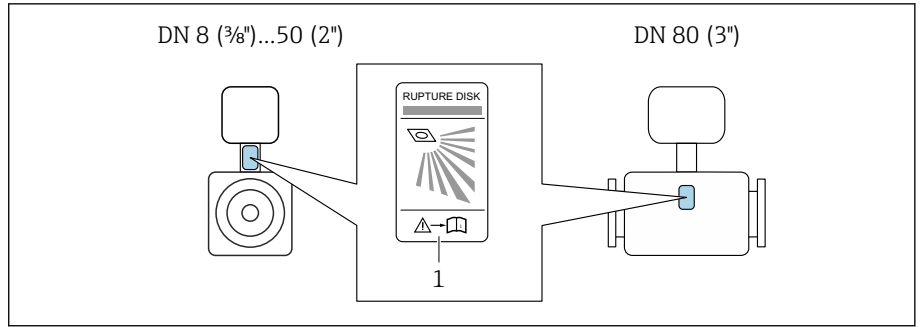 DN 8 (⅜")...50 (2")
DN 80 (3")
RUPTURE DISK
1